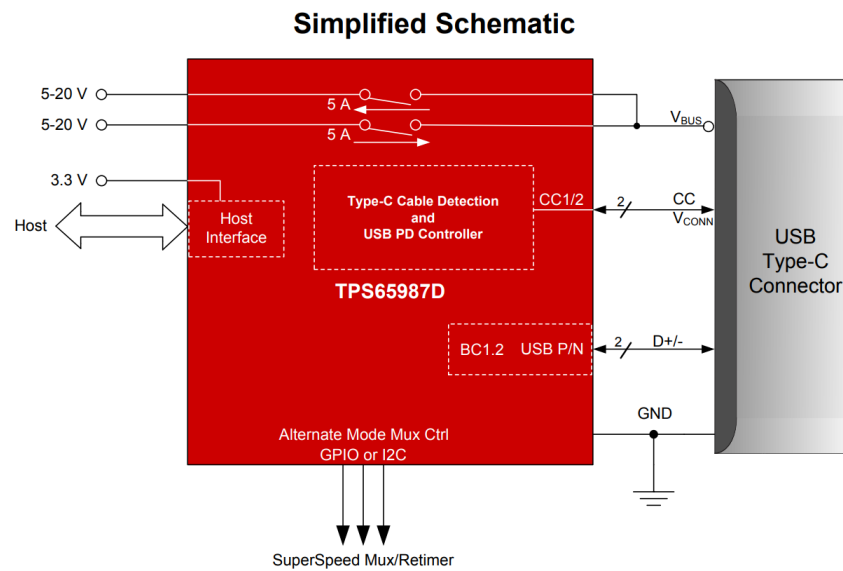 Simplified Schematic
5-20 V
5 A
5-20 V
5 A
VBUS
3.3 V
Host
Host
Interface
Type-C Cable Detection
and
USB PD Controller
CC1/2
2
CC
VCONN
USB
Type-C
Connector
TPS65987D
BC1.2 USB P/N
2
D+/-
GND
Alternate Mode Mux Ctrl
GPIO or I2C
SuperSpeed Mux/Retimer